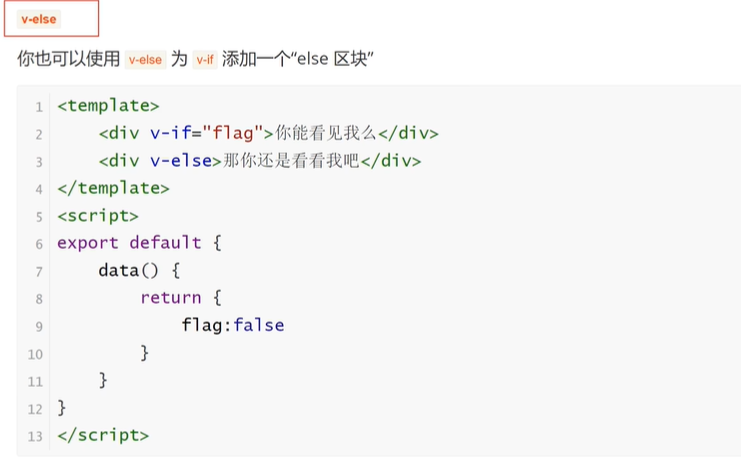 v-else
你也可以使用 v-else 为 v-if 添加一个“else 区块”
1 <template>
2     <div v-if="flag">你能看见我么</div>
3     <div v-else>那你还是看看我吧</div>
4 </template>
5 <script>
6 export default {
7     data() {
8         return {
9             flag:false
10         }
11     }
12 }
13 </script>